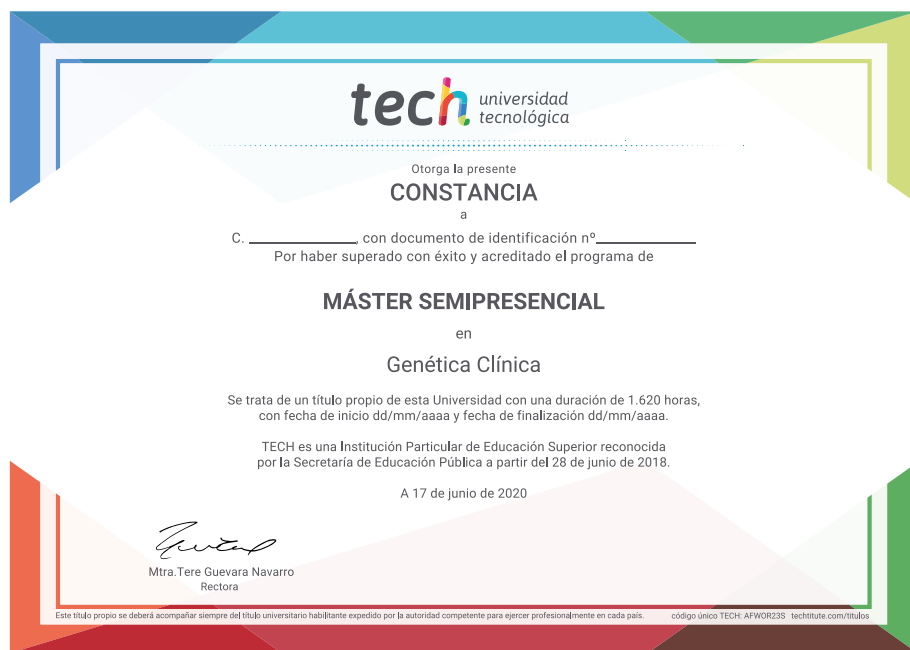 tech universidad
tecnológica
Otorga la presente
CONSTANCIA
a
C. ____________, con documento de identificación nº____________
Por haber superado con éxito y acreditado el programa de
MÁSTER SEMIPRESENCIAL
en
Genética Clínica
Se trata de un título propio de esta Universidad con una duración de 1.620 horas,
con fecha de inicio dd/mm/aaaa y fecha de finalización dd/mm/aaaa.
TECH es una Institución Particular de Educación Superior reconocida
por la Secretaría de Educación Pública a partir del 28 de junio de 2018.
A 17 de junio de 2020
Mtra.Tere Guevara Navarro
Rectora
Este título propio se deberá acompañar siempre del título universitario habilitante expedido por la autoridad competente para ejercer profesionalmente en cada país. código único TECH: AFWOR23S techtitute.com/titulos